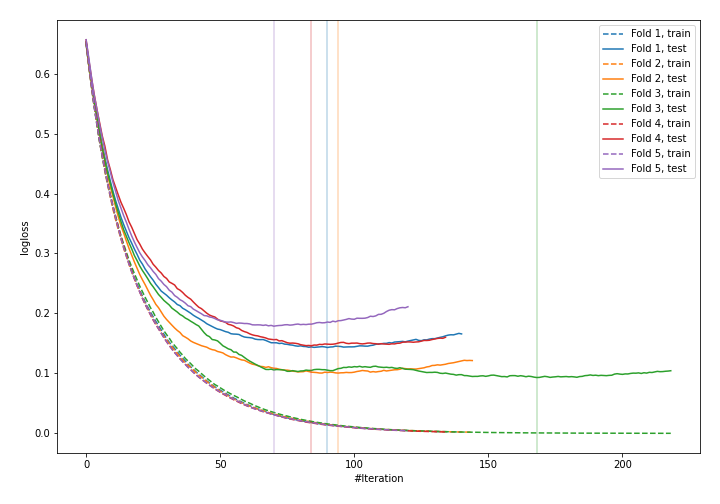 Fold 1, train
Fold 1, test
Fold 2, train
Fold 2, test
Fold 3, train
Fold 3, test
Fold 4, train
Fold 4, test
Fold 5, train
Fold 5, test
logloss
0.6
0.5
0.4
0.3
0.2
0.1
0.0
0
50
100
150
200
#Iteration